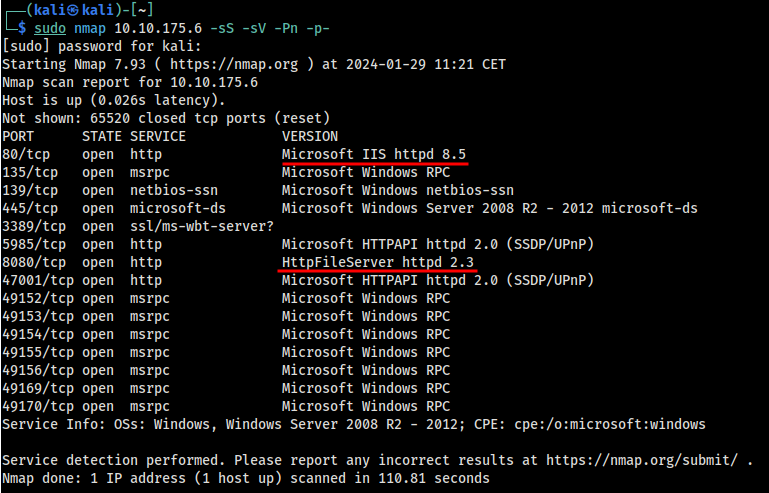 ┌──(kali㉿kali)-[~]
└─$ sudo nmap 10.10.175.6 -sS -sV -Pn -p-
[sudo] password for kali:
Starting Nmap 7.93 ( https://nmap.org ) at 2024-01-29 11:21 CET
Nmap scan report for 10.10.175.6
Host is up (0.026s latency).
Not shown: 65520 closed tcp ports (reset)
PORT      STATE SERVICE            VERSION
80/tcp    open  http               Microsoft IIS httpd 8.5
135/tcp   open  msrpc              Microsoft Windows RPC
139/tcp   open  netbios-ssn        Microsoft Windows netbios-ssn
445/tcp   open  microsoft-ds       Microsoft Windows Server 2008 R2 - 2012 microsoft-ds
3389/tcp  open  ssl/ms-wbt-server?
5985/tcp  open  http               Microsoft HTTPAPI httpd 2.0 (SSDP/UPnP)
8080/tcp  open  http               HttpFileServer httpd 2.3
47001/tcp open  http               Microsoft HTTPAPI httpd 2.0 (SSDP/UPnP)
49152/tcp open  msrpc              Microsoft Windows RPC
49153/tcp open  msrpc              Microsoft Windows RPC
49154/tcp open  msrpc              Microsoft Windows RPC
49155/tcp open  msrpc              Microsoft Windows RPC
49156/tcp open  msrpc              Microsoft Windows RPC
49169/tcp open  msrpc              Microsoft Windows RPC
49170/tcp open  msrpc              Microsoft Windows RPC
Service Info: OSs: Windows, Windows Server 2008 R2 - 2012; CPE: cpe:/o:microsoft:windows
Service detection performed. Please report any incorrect results at https://nmap.org/submit/ .
Nmap done: 1 IP address (1 host up) scanned in 110.81 seconds